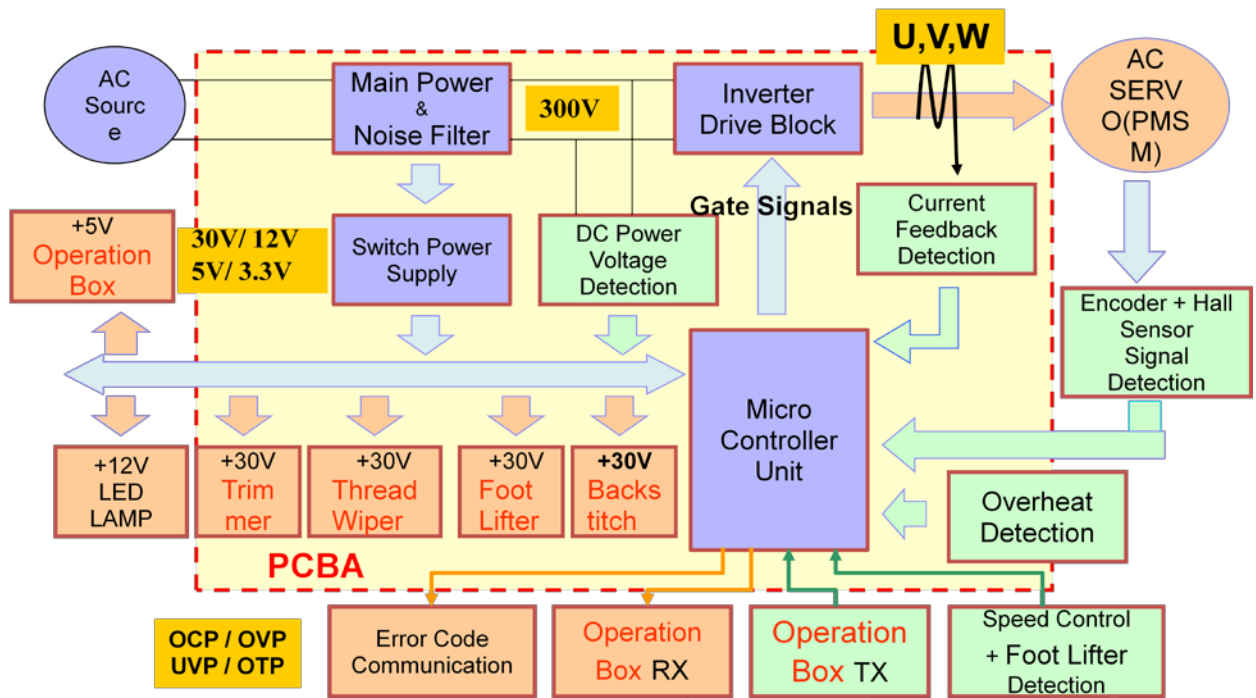 U,V,W
AC
Sourc
e
Main Power
&
Noise Filter
300V
Inverter
Drive Block
AC
SERV
O(PMS
M)
+5V
Operation
Box
30V/ 12V
5V/ 3.3V
Switch Power
Supply
DC Power
Voltage
Detection
Gate Signals
Current
Feedback
Detection
Encoder + Hall
Sensor
Signal
Detection
Micro
Controller
Unit
+12V
LED
LAMP
+30V
Trim
mer
+30V
Thread
Wiper
+30V
Foot
Lifter
+30V
Backs
titch
Overheat
Detection
PCBA
OCP / OVP
UVP / OTP
Error Code
Communication
Operation
Box RX
Operation
Box TX
Speed Control
+ Foot Lifter
Detection